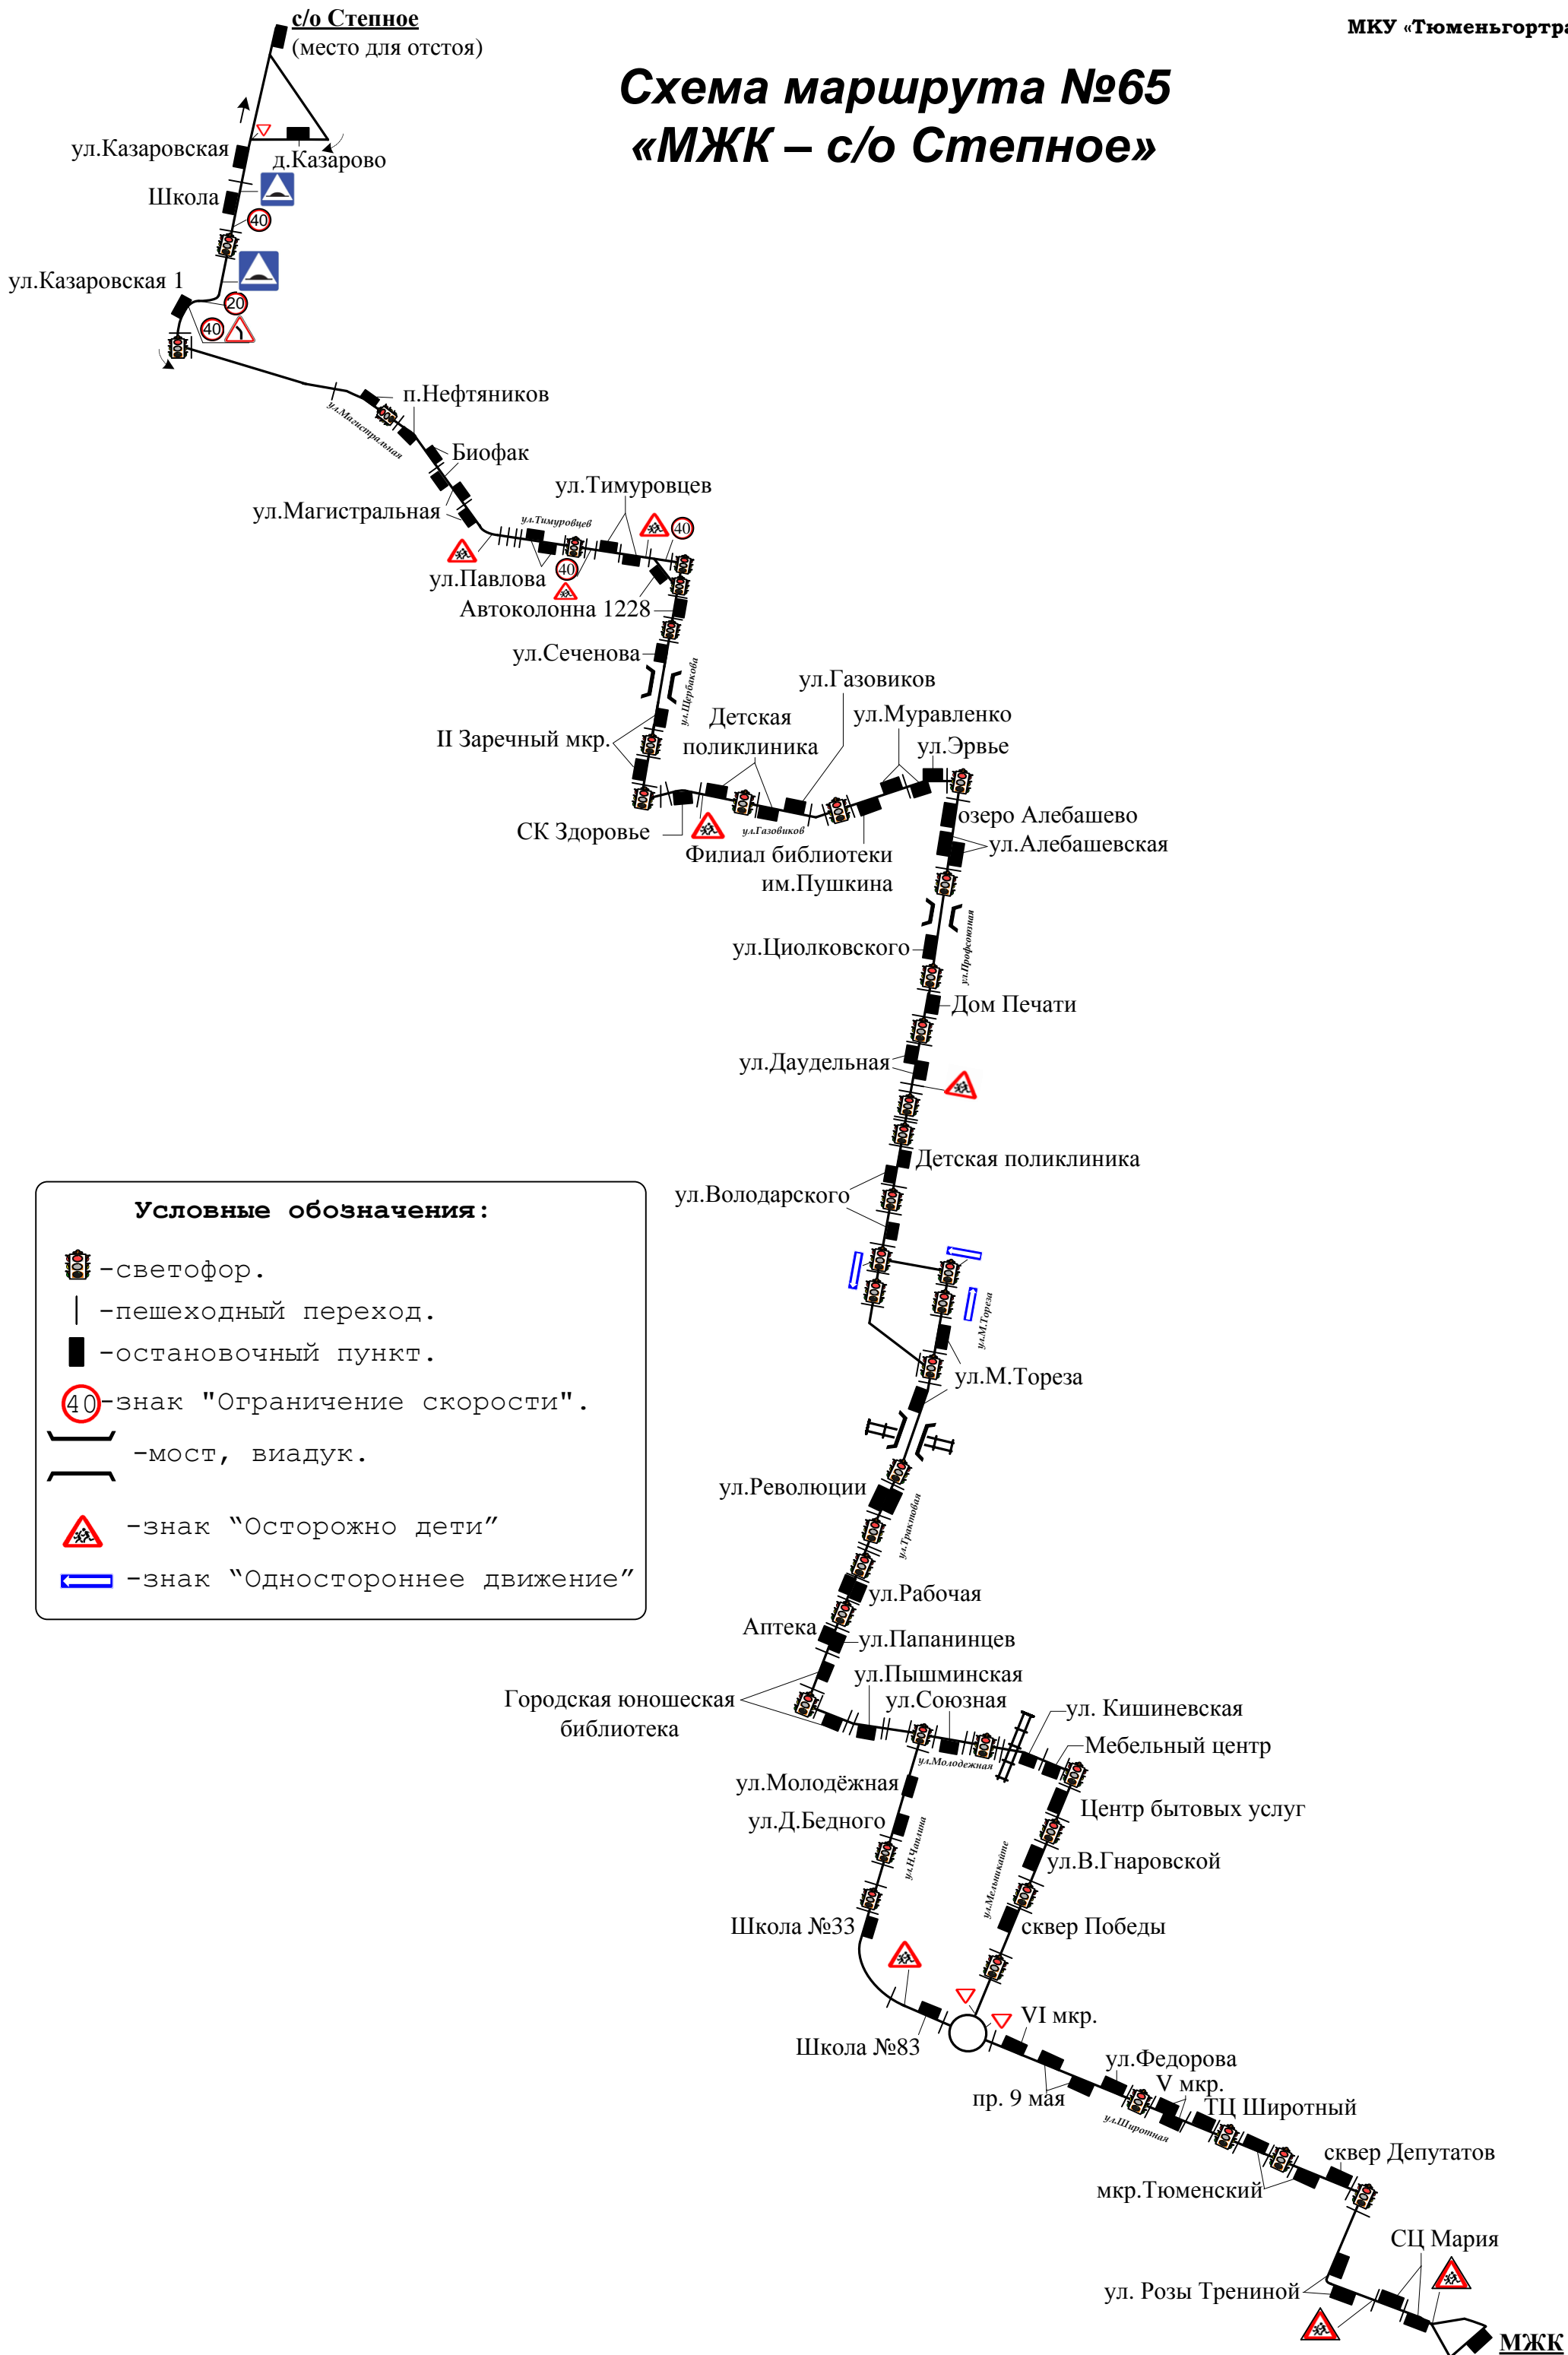 с/о Степное
(место для отстоя)
МКУ «Тюменьгортра
Схема маршрута №65
«МЖК – с/о Степное»
ул.Казаровская
д.Казарово
Школа
40
ул.Казаровская 1
20
40
п.Нефтяников
ул.Магистральная
Биофак
ул.Тимуровцев
ул.Магистральная
ул.Тимуровцев
40
ул.Павлова
40
Автоколонна 1228
ул.Сеченова
ул.Щербакова
ул.Газовиков
II Заречный мкр.
Детская
поликлиника
ул.Муравленко
ул.Эрвье
СК Здоровье
ул.Газовиков
озеро Алебашево
ул.Алебашевская
Филиал библиотеки
им.Пушкина
ул.Циолковского
ул.Профсоюзная
Дом Печати
ул.Даудельная
Детская поликлиника
ул.Володарского
Условные обозначения:
-светофор.
-пешеходный переход.
-остановочный пункт.
40
-знак "Ограничение скорости".
-мост, виадук.
-знак “Осторожно дети”
-знак “Одностороннее движение”
ул.М.Тореза
ул.М.Тореза
ул.Революции
ул.Трактовая
ул.Рабочая
Аптека
ул.Папанинцев
ул.Пышминская
Городская юношеская
библиотека
ул.Союзная
ул. Кишиневская
ул.Молодежная
Мебельный центр
ул.Молодёжная
Центр бытовых услуг
ул.Д.Бедного
ул.Н.Чаплина
ул.Мельникайте
ул.В.Гнаровской
Школа №33
сквер Победы
VI мкр.
Школа №83
ул.Федорова
V мкр.
пр. 9 мая
ул.Широтная
ТЦ Широтный
сквер Депутатов
мкр.Тюменский
СЦ Мария
ул. Розы Трениной
МЖК